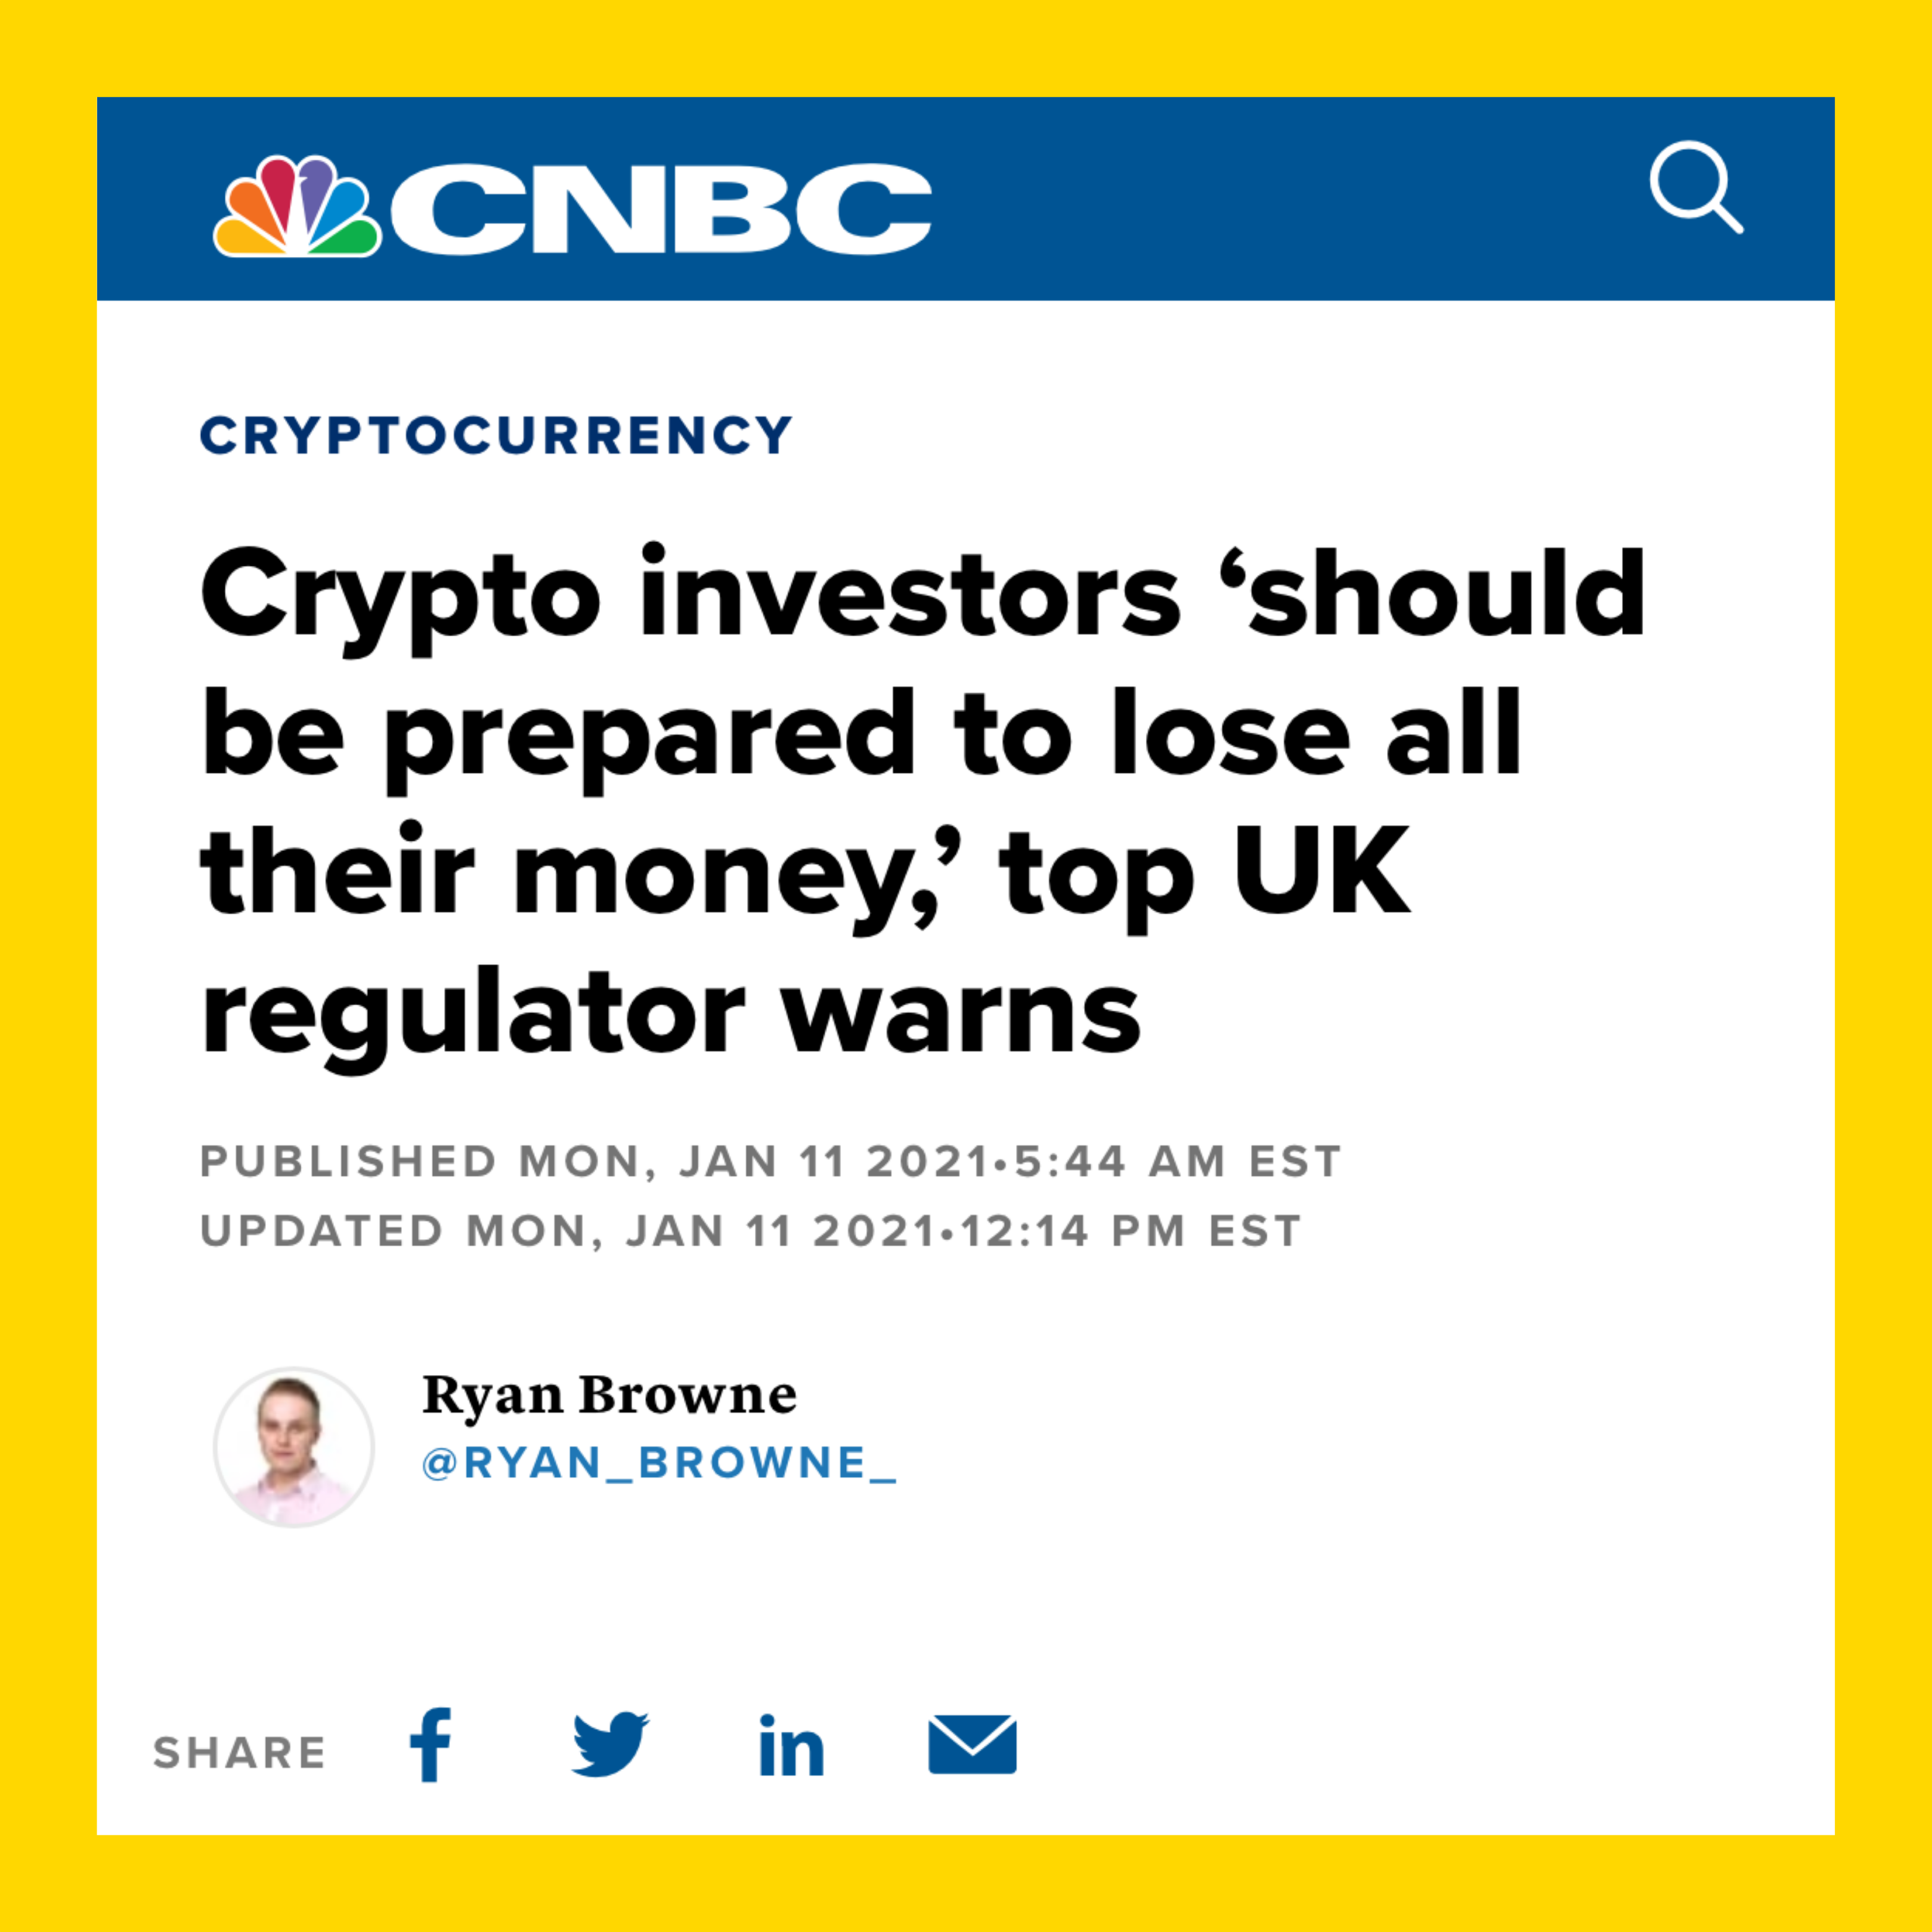 CNBC
CRYPTOCURRENCY
Crypto investors ‘should
be prepared to lose all
their money,’ top UK
regulator warns
PUBLISHED MON, JAN 11 2021•5:44 AM EST
UPDATED MON, JAN 11 2021•12:14 PM EST
Ryan Browne
@RYAN_BROWNE_
SHARE